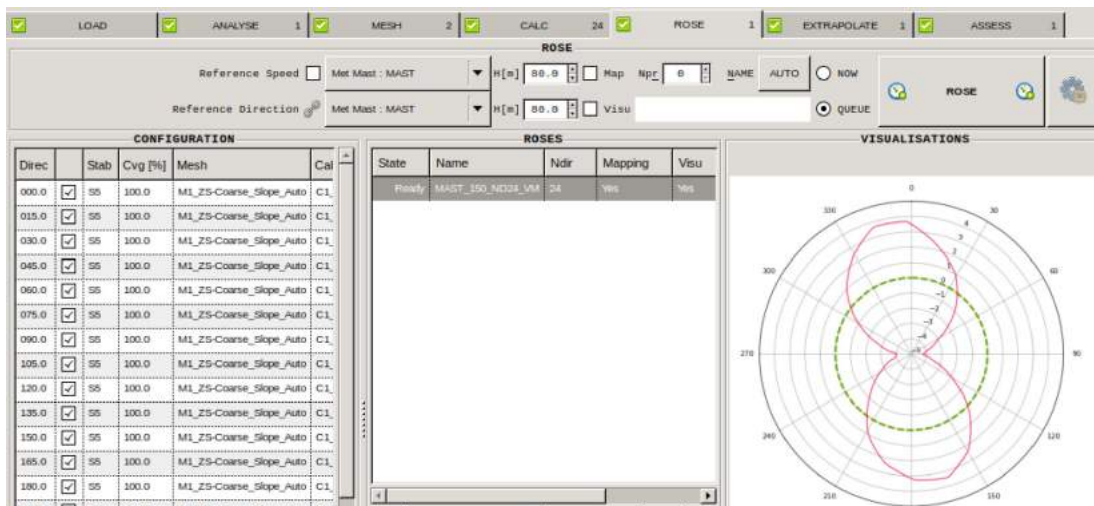 LOAD ANALYSE 1 MESH 2 CALC 24 ROSE 1 EXTRAPOLATE 1 ASSESS 1
ROSE
Reference Speed Met Mast : MAST H[m] 80.0 Map Npr 0 NAME AUTO NOW
ROSE
Reference Direction Met Mast : MAST H[m] 80.0 Visu QUEUE
CONFIGURATION
Direc Stab Cvg [%] Mesh Cal
000.0 S5 100.0 M1_ZS-Coarse_Slope_Auto C1_
015.0 S5 100.0 M1_ZS-Coarse_Slope_Auto C1_
030.0 S5 100.0 M1_ZS-Coarse_Slope_Auto C1_
045.0 S5 100.0 M1_ZS-Coarse_Slope_Auto C1_
060.0 S5 100.0 M1_ZS-Coarse_Slope_Auto C1_
075.0 S5 100.0 M1_ZS-Coarse_Slope_Auto C1_
090.0 S5 100.0 M1_ZS-Coarse_Slope_Auto C1_
105.0 S5 100.0 M1_ZS-Coarse_Slope_Auto C1_
120.0 S5 100.0 M1_ZS-Coarse_Slope_Auto C1_
135.0 S5 100.0 M1_ZS-Coarse_Slope_Auto C1_
150.0 S5 100.0 M1_ZS-Coarse_Slope_Auto C1_
165.0 S5 100.0 M1_ZS-Coarse_Slope_Auto C1_
180.0 S5 100.0 M1_ZS-Coarse_Slope_Auto C1_
ROSES
State Name Ndir Mapping Visu
Ready MAST_150_ND24_VM 24 Yes Yes
VISUALISATIONS
0
330 30
4
3
2
300 60
0
-1
-2
-3
-4
270 90
240 120
210 150